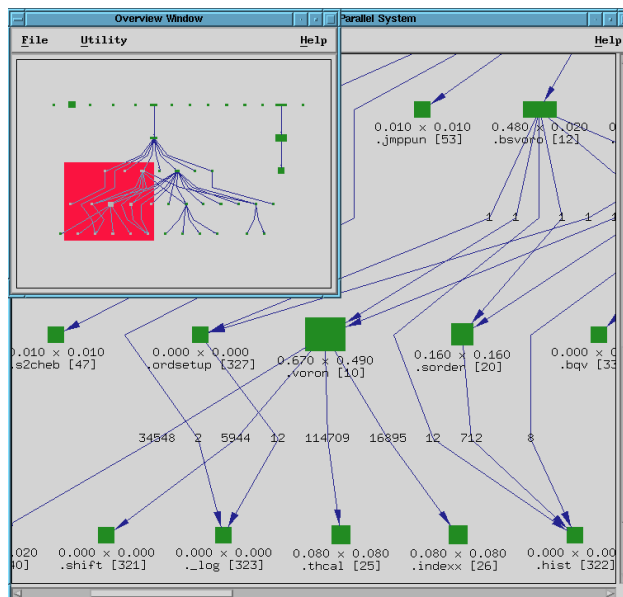 Overview Window
Parallel System
File Utility Help
Help
0.010 × 0.010
.jmppun [53]
0.480 × 0.020
.bsvoro [12]
1 1 1 1
0.010 × 0.010
.s2cheb [47]
0.000 × 0.000
.ordsetup [327]
0.670 × 0.490
.voron [10]
0.160 × 0.160
.sorder [20]
0.000 ×
.bqv [33
34548 2 5944 12 114709 16895 12 712 8
.020
40]
0.000 × 0.000
.shift [321]
0.000 × 0.000
._log [323]
0.080 × 0.080
.thcal [25]
0.080 × 0.080
.indexx [26]
0.000 × 0.000
.hist [322]